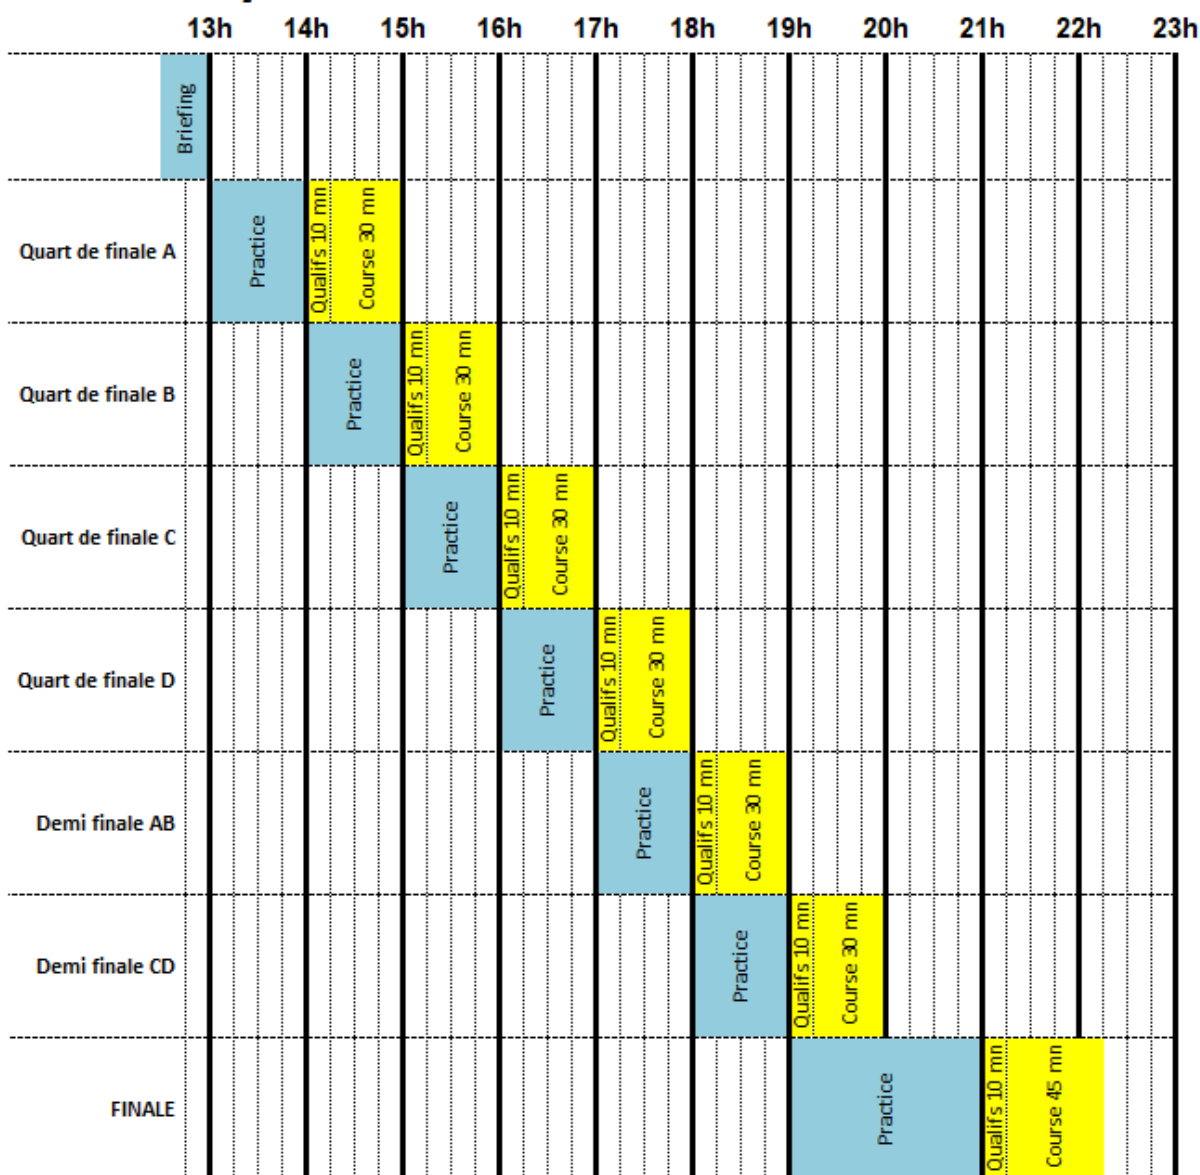 13h 14h 15h 16h 17h 18h 19h 20h 21h 22h 23h
Briefing
Quart de finale A Practice Qualifs 10 mn Course 30 mn
Quart de finale B Practice Qualifs 10 mn Course 30 mn
Quart de finale C Practice Qualifs 10 mn Course 30 mn
Quart de finale D Practice Qualifs 10 mn Course 30 mn
Demi finale AB Practice Qualifs 10 mn Course 30 mn
Demi finale CD Practice Qualifs 10 mn Course 30 mn
FINALE Practice Qualifs 10 mn Course 45 mn